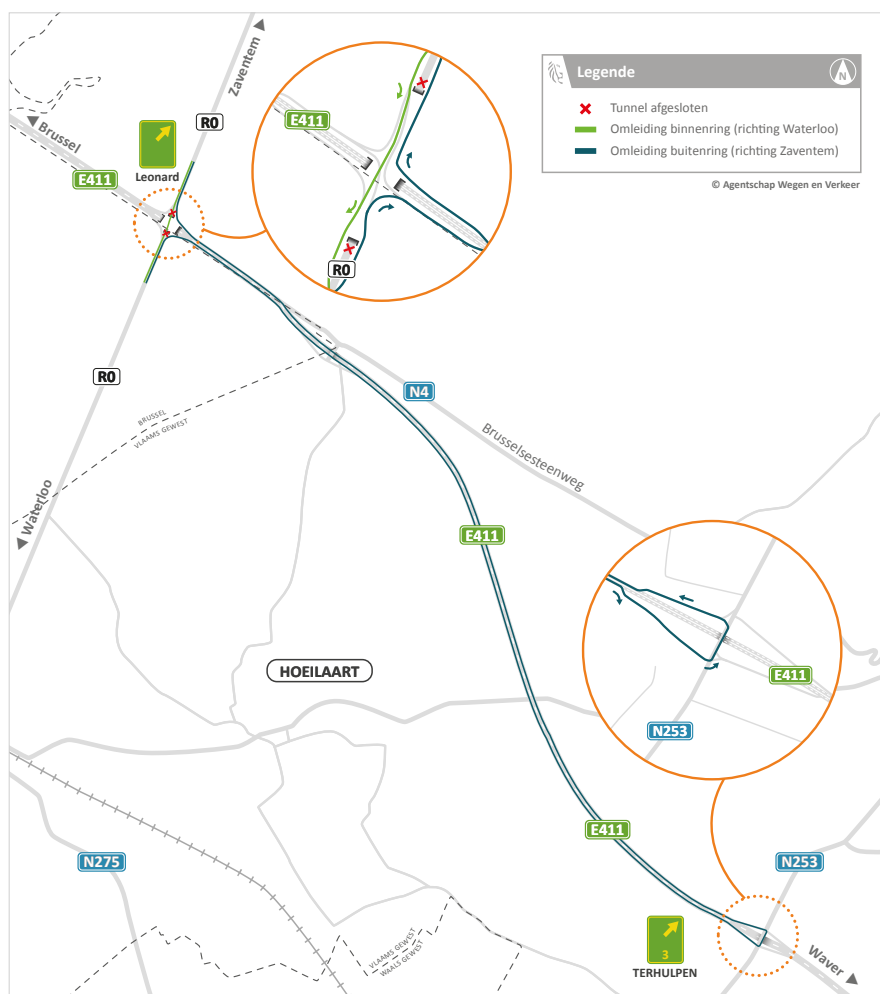 Zaventem
Brussel
R0
E411
Leonard
E411
R0
Legende
N
Tunnel afgesloten
Omleiding binnenring (richting Waterloo)
Omleiding buitenring (richting Zaventem)
© Agentschap Wegen en Verkeer
R0
N4
BRUSSEL
VLAAMS GEWEST
Brusselsesteenweg
Waterloo
E411
HOEILAART
E411
N253
E411
N275
N253
3
TERHULPEN
VLAAMS GEWEST
WAALS GEWEST
Waver